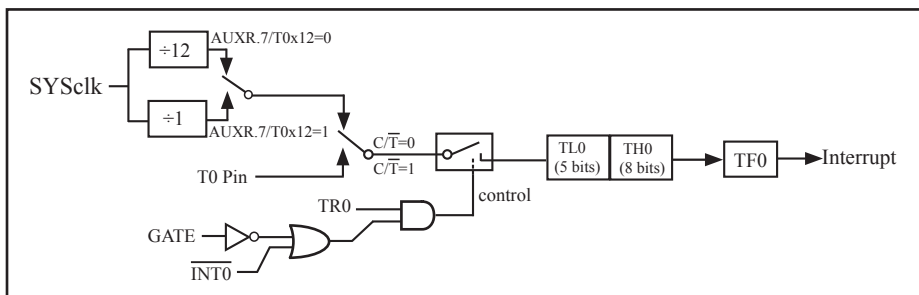 ÷12
AUXR.7/T0x12=0
SYSclk
÷1
AUXR.7/T0x12=1
C/T̅=0
C/T̅=1
T0 Pin
TL0
(5 bits)
TH0
(8 bits)
TF0
Interrupt
control
TR0
GATE
I̅N̅T̅0̅